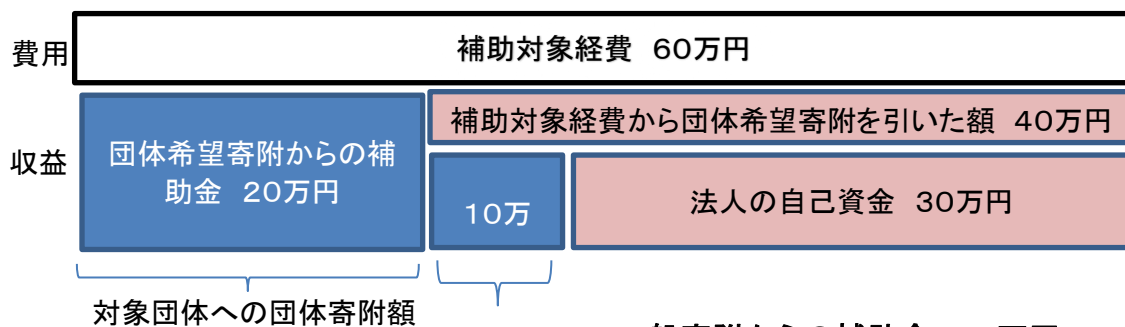 費用
補助対象経費 60万円
補助対象経費から団体希望寄附を引いた額 40万円
収益
団体希望寄附からの補
助金 20万円
10万
法人の自己資金 30万円
対象団体への団体寄附額